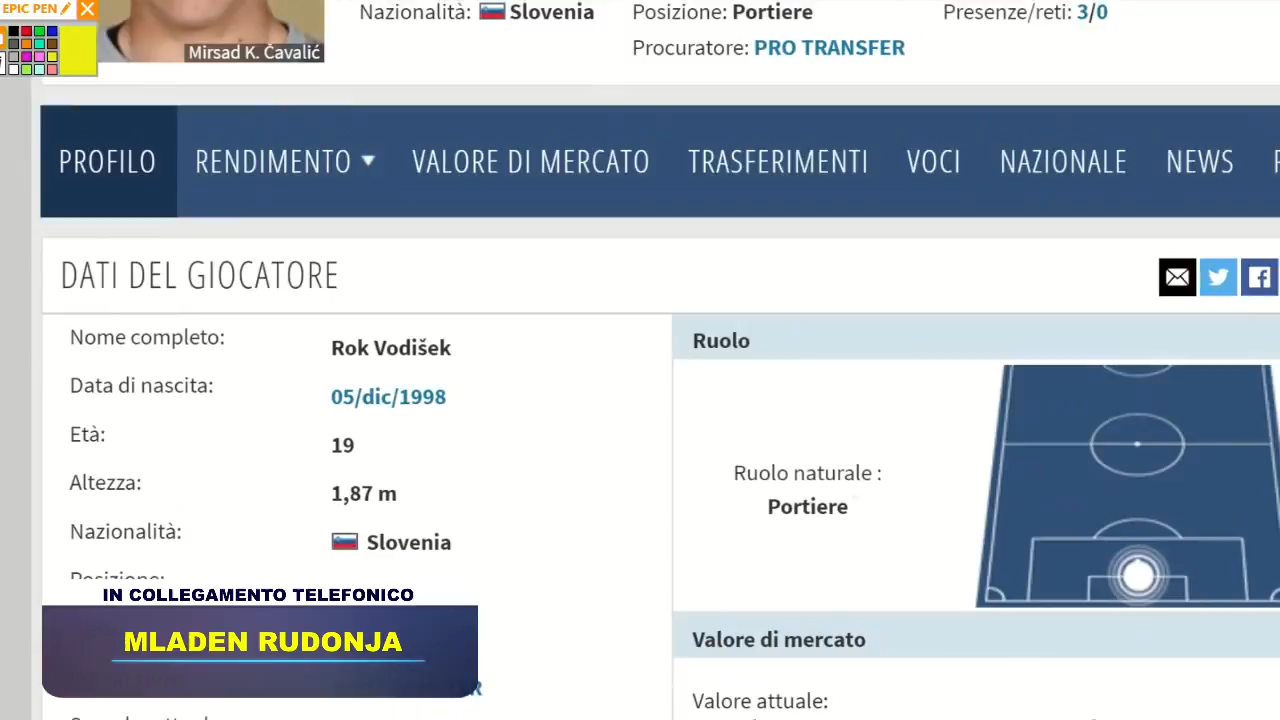 EPIC PEN
Mirsad K. Čavalić
Nazionalità: Slovenia
Posizione: Portiere
Presenze/reti: 3/0
Procuratore: PRO TRANSFER
PROFILO RENDIMENTO VALORE DI MERCATO TRASFERIMENTI VOCI NAZIONALE NEWS
DATI DEL GIOCATORE
Nome completo: Rok Vodišek
Data di nascita: 05/dic/1998
Età: 19
Altezza: 1,87 m
Nazionalità: Slovenia
Posizione:
IN COLLEGAMENTO TELEFONICO
MLADEN RUDONJA
Ruolo
Ruolo naturale :
Portiere
Valore di mercato
Valore attuale: